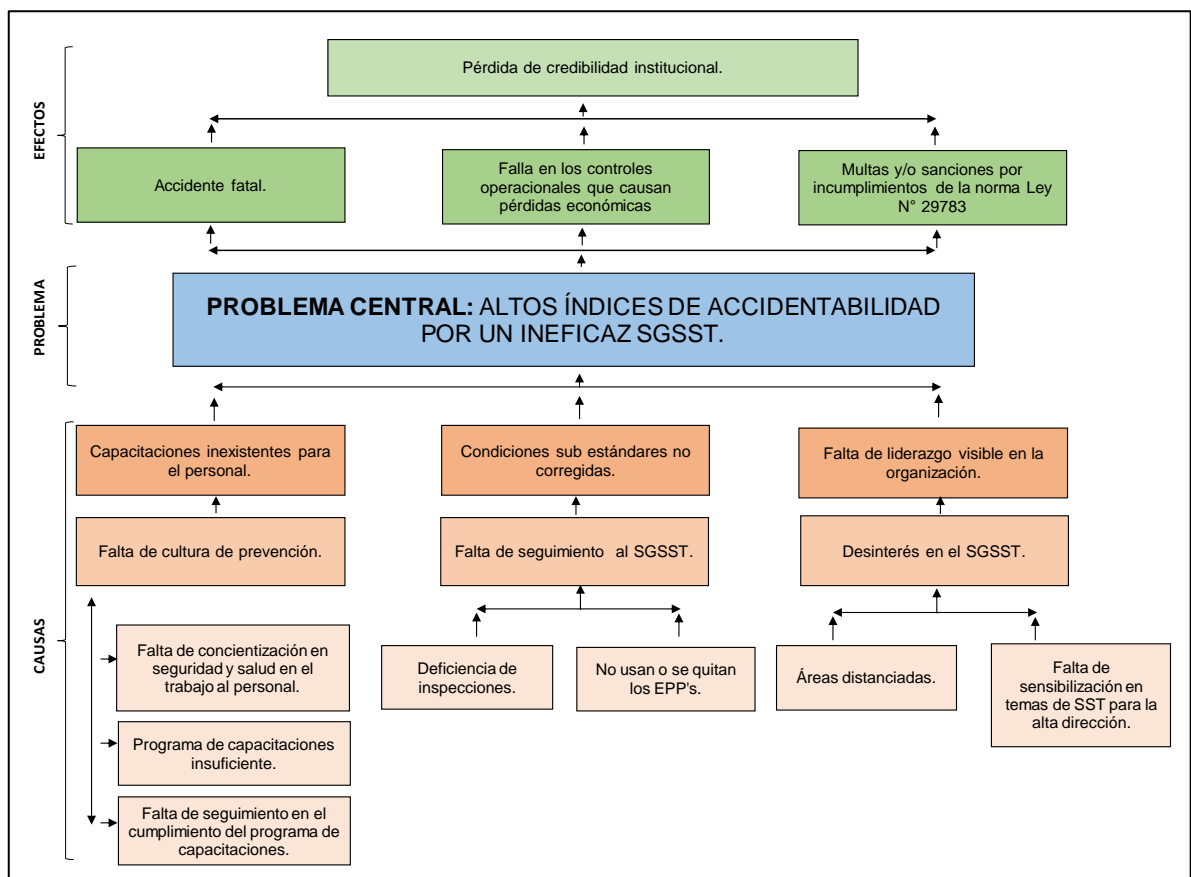 EFECTOS
Pérdida de credibilidad institucional.
Accidente fatal.
Falla en los controles
operacionales que causan
pérdidas económicas
Multas y/o sanciones por
incumplimientos de la norma Ley
N° 29783
PROBLEMA
PROBLEMA CENTRAL: ALTOS ÍNDICES DE ACCIDENTABILIDAD
POR UN INEFICAZ SGSST.
CAUSAS
Capacitaciones inexistentes para
el personal.
Condiciones sub estándares no
corregidas.
Falta de liderazgo visible en la
organización.
Falta de cultura de prevención.
Falta de seguimiento al SGSST.
Desinterés en el SGSST.
Falta de concientización en
seguridad y salud en el
trabajo al personal.
Programa de capacitaciones
insuficiente.
Falta de seguimiento en el
cumplimiento del programa de
capacitaciones.
Deficiencia de
inspecciones.
No usan o se quitan
los EPP's.
Áreas distanciadas.
Falta de
sensibilización en
temas de SST para la
alta dirección.